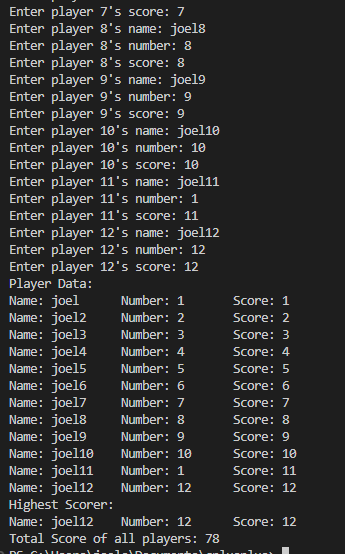 Enter player 7's score: 7
Enter player 8's name: joel8
Enter player 8's number: 8
Enter player 8's score: 8
Enter player 9's name: joel9
Enter player 9's number: 9
Enter player 9's score: 9
Enter player 10's name: joel10
Enter player 10's number: 10
Enter player 10's score: 10
Enter player 11's name: joel11
Enter player 11's number: 1
Enter player 11's score: 11
Enter player 12's name: joel12
Enter player 12's number: 12
Enter player 12's score: 12
Player Data:
Name: joel Number: 1 Score: 1
Name: joel2 Number: 2 Score: 2
Name: joel3 Number: 3 Score: 3
Name: joel4 Number: 4 Score: 4
Name: joel5 Number: 5 Score: 5
Name: joel6 Number: 6 Score: 6
Name: joel7 Number: 7 Score: 7
Name: joel8 Number: 8 Score: 8
Name: joel9 Number: 9 Score: 9
Name: joel10 Number: 10 Score: 10
Name: joel11 Number: 1 Score: 11
Name: joel12 Number: 12 Score: 12
Highest Scorer:
Name: joel12 Number: 12 Score: 12
Total Score of all players: 78